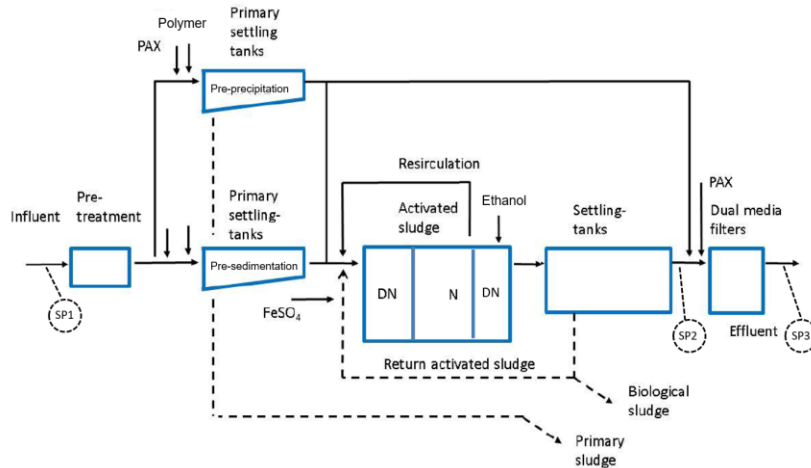 Polymer
PAX
Primary
settling
tanks
Pre-precipitation
Resirculation
PAX
Influent
Pre-
treatment
Primary
settling-
tanks
Activated
sludge
Ethanol
Settling-
tanks
Dual media
filters
Pre-sedimentation
SP1
DN
N
DN
SP2
SP3
FeSO₄
Effluent
Return activated sludge
Biological
sludge
Primary
sludge